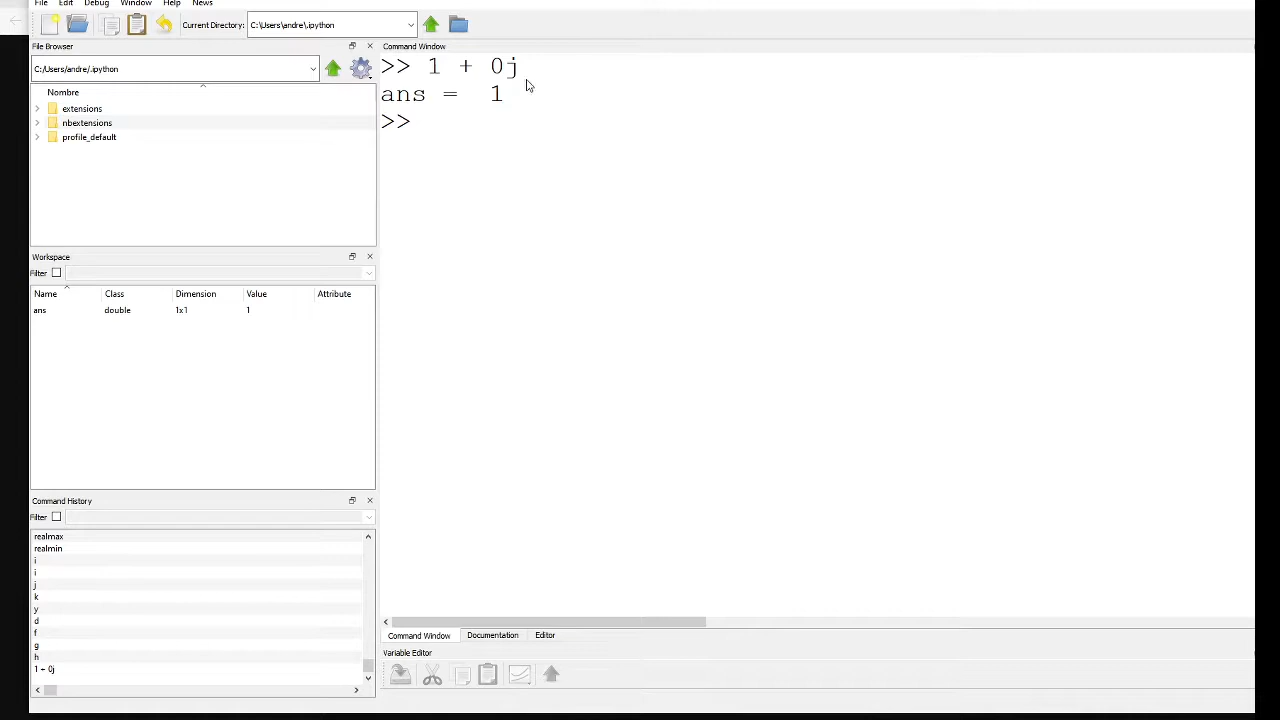 File Edit Debug Window Help News
Current Directory: C:\Users\andre\.ipython
File Browser
C:/Users/andre/.ipython
Nombre
extensions
nbextensions
profile_default
Workspace
Filter
Name Class Dimension Value Attribute
ans double 1x1 1
Command History
Filter
realmax
realmin
i
i
j
k
y
d
f
g
h
1 + 0j
Command Window
>> 1 + 0j
ans = 1
>>
Command Window Documentation Editor
Variable Editor